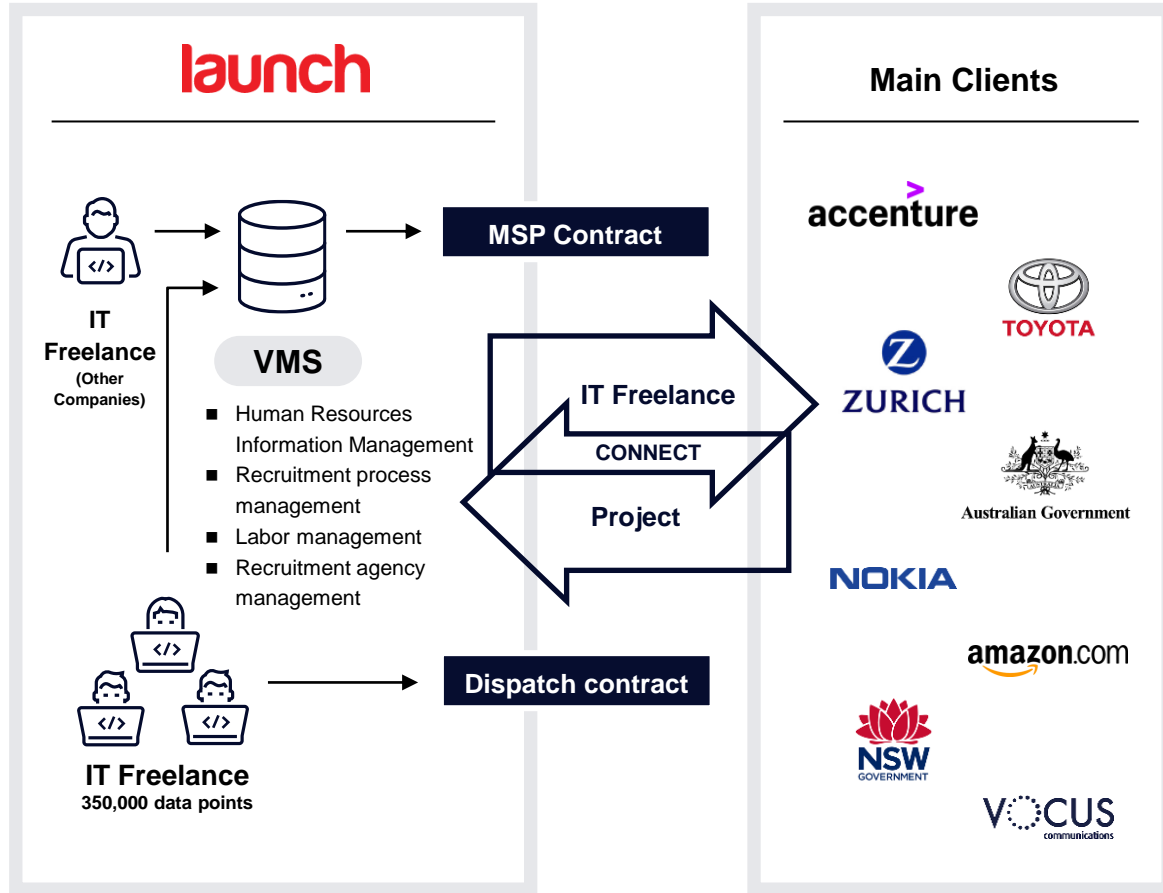 launch
MSP Contract
</>
IT
Freelance
(Other
Companies)
VMS
■ Human Resources
Information Management
■ Recruitment process
management
■ Labor management
■ Recruitment agency
management
</>
</>
</>
IT Freelance
350,000 data points
Dispatch contract
IT Freelance
CONNECT
Project
Main Clients
accenture
TOYOTA
Z
ZURICH
AUSTRALIA
Australian Government
NOKIA
amazon.com
NSW
GOVERNMENT
VOCUS
communications